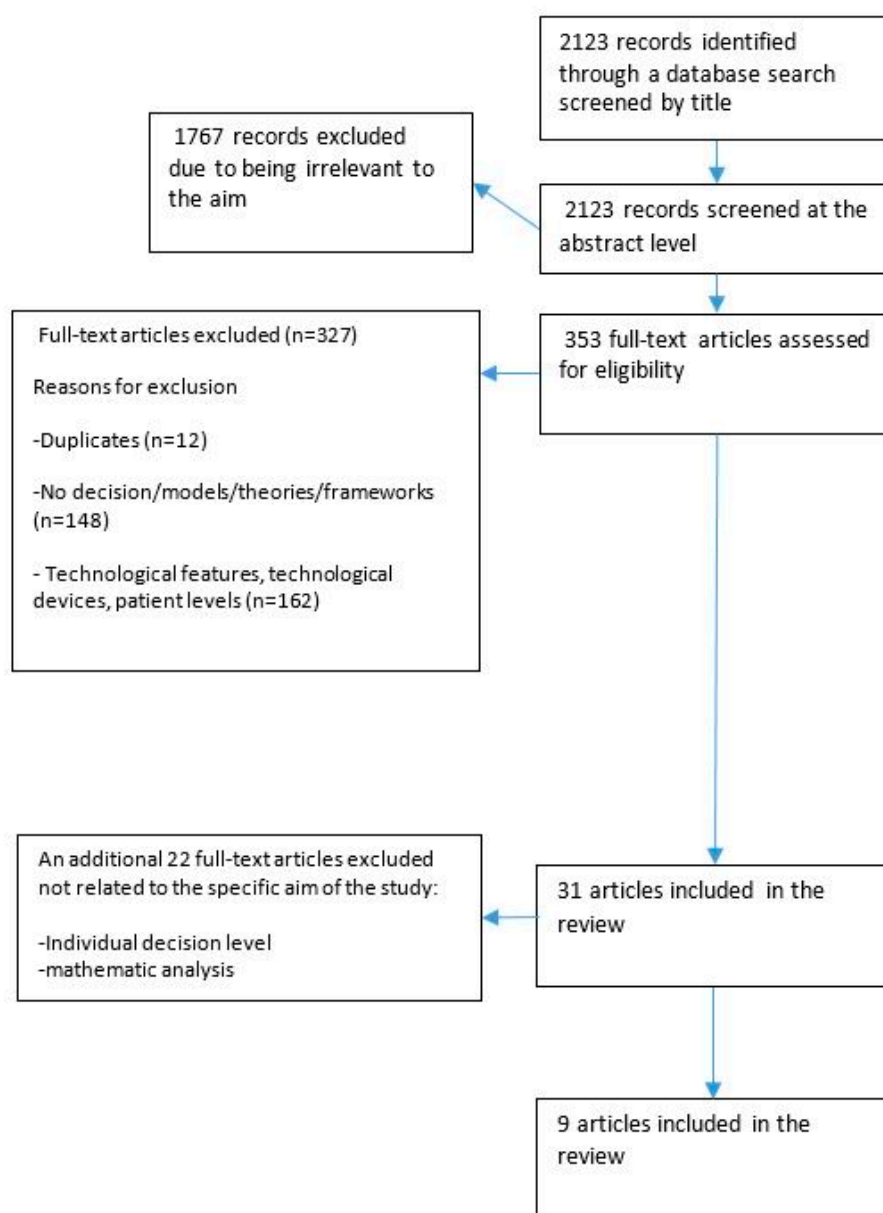 2123 records identified
through a database search
screened by title
1767 records excluded
due to being irrelevant to
the aim
2123 records screened at the
abstract level
353 full-text articles assessed
for eligibility
Full-text articles excluded (n=327)
Reasons for exclusion
-Duplicates (n=12)
-No decision/models/theories/frameworks
(n=148)
- Technological features, technological
devices, patient levels (n=162)
31 articles included in the
review
An additional 22 full-text articles excluded
not related to the specific aim of the study:
-Individual decision level
-mathematic analysis
9 articles included in the
review